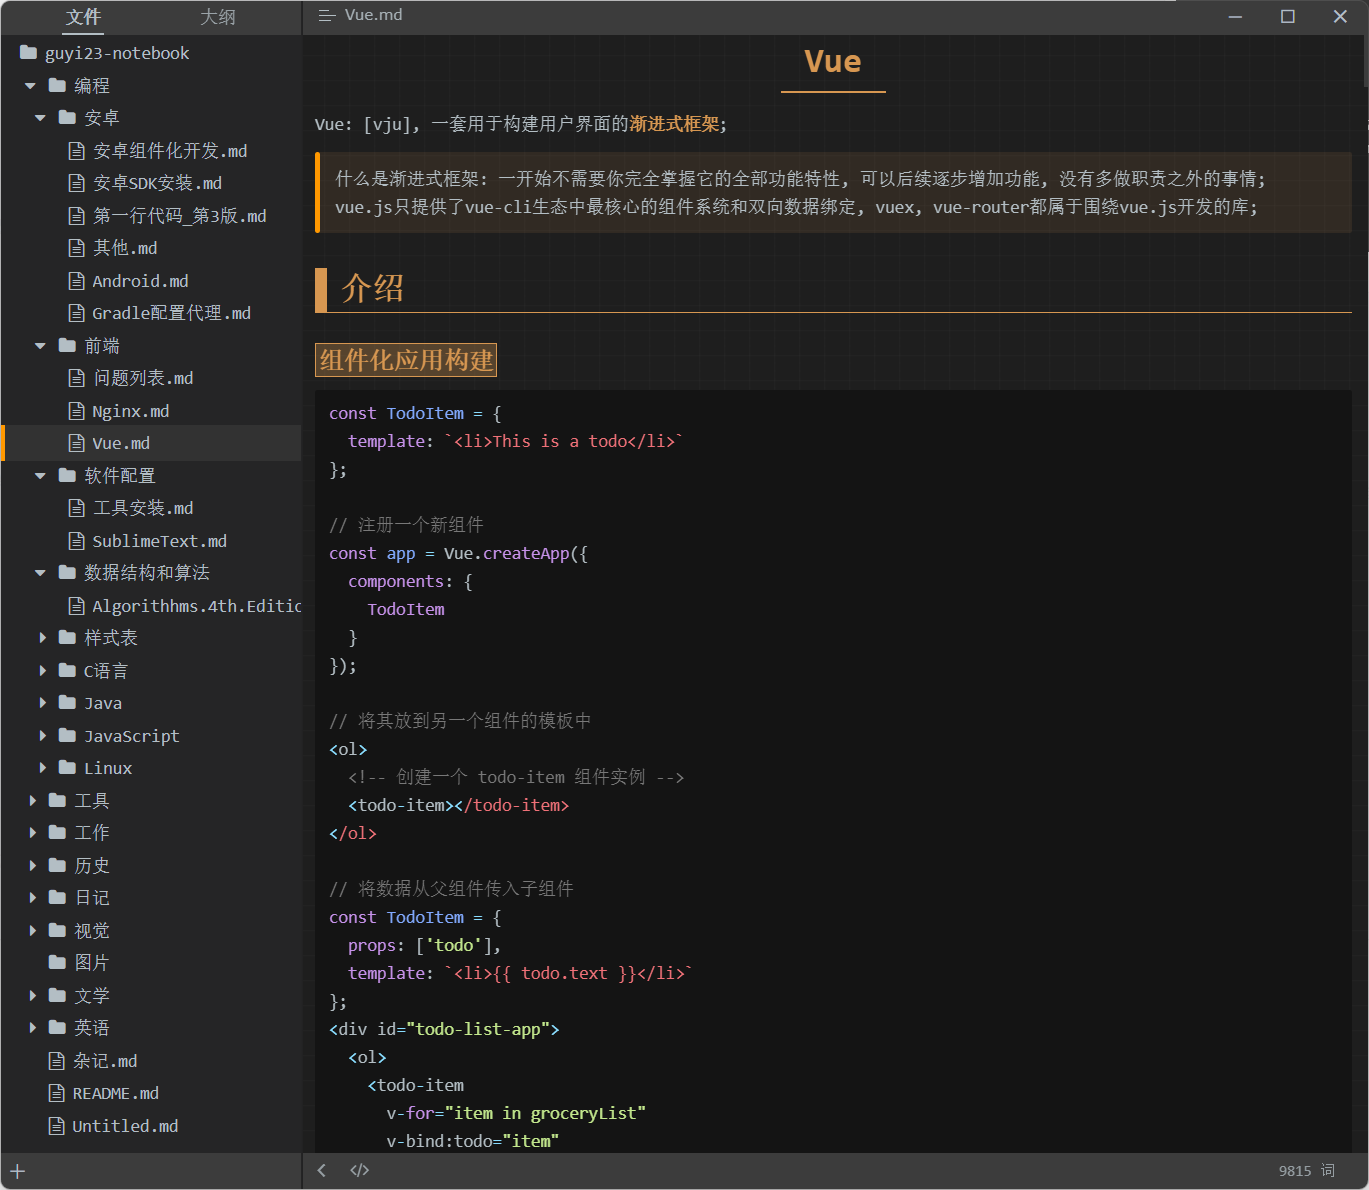 文件
大纲
guyi23-notebook
编程
安卓
安卓组件化开发.md
安卓SDK安装.md
第一行代码_第3版.md
其他.md
Android.md
Gradle配置代理.md
前端
问题列表.md
Nginx.md
Vue.md
软件配置
工具安装.md
SublimeText.md
数据结构和算法
Algorithhms.4th.Editic
样式表
C语言
Java
JavaScript
Linux
工具
工作
历史
日记
视觉
图片
文学
英语
杂记.md
README.md
Untitled.md
Vue.md
Vue
Vue: [vju], 一套用于构建用户界面的渐进式框架;
什么是渐进式框架: 一开始不需要你完全掌握它的全部功能特性, 可以后续逐步增加功能, 没有多做职责之外的事情;
vue.js只提供了vue-cli生态中最核心的组件系统和双向数据绑定, vuex, vue-router都属于围绕vue.js开发的库;
介绍
组件化应用构建
const TodoItem = {
  template: `<li>This is a todo</li>`
};
// 注册一个新组件
const app = Vue.createApp({
  components: {
    TodoItem
  }
});
// 将其放到另一个组件的模板中
<ol>
  <!-- 创建一个 todo-item 组件实例 -->
  <todo-item></todo-item>
</ol>
// 将数据从父组件传入子组件
const TodoItem = {
  props: ['todo'],
  template: `<li>{{ todo.text }}</li>`
};
<div id="todo-list-app">
  <ol>
    <todo-item
      v-for="item in groceryList"
      v-bind:todo="item"
9815 词